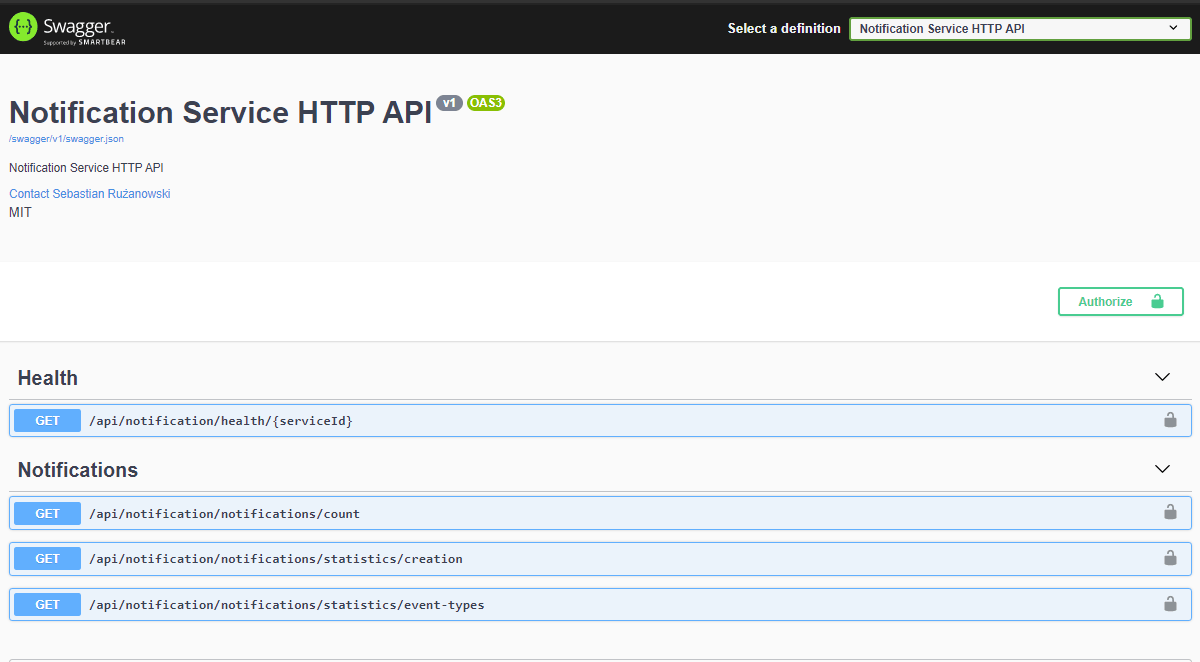 Swagger.
Supported by SMARTBEAR
Select a definition
Notification Service HTTP API
Notification Service HTTP API v1 OAS3
/swagger/v1/swagger.json
Notification Service HTTP API
Contact Sebastian Rużanowski
MIT
Authorize
Health
GET /api/notification/health/{serviceId}
Notifications
GET /api/notification/notifications/count
GET /api/notification/notifications/statistics/creation
GET /api/notification/notifications/statistics/event-types